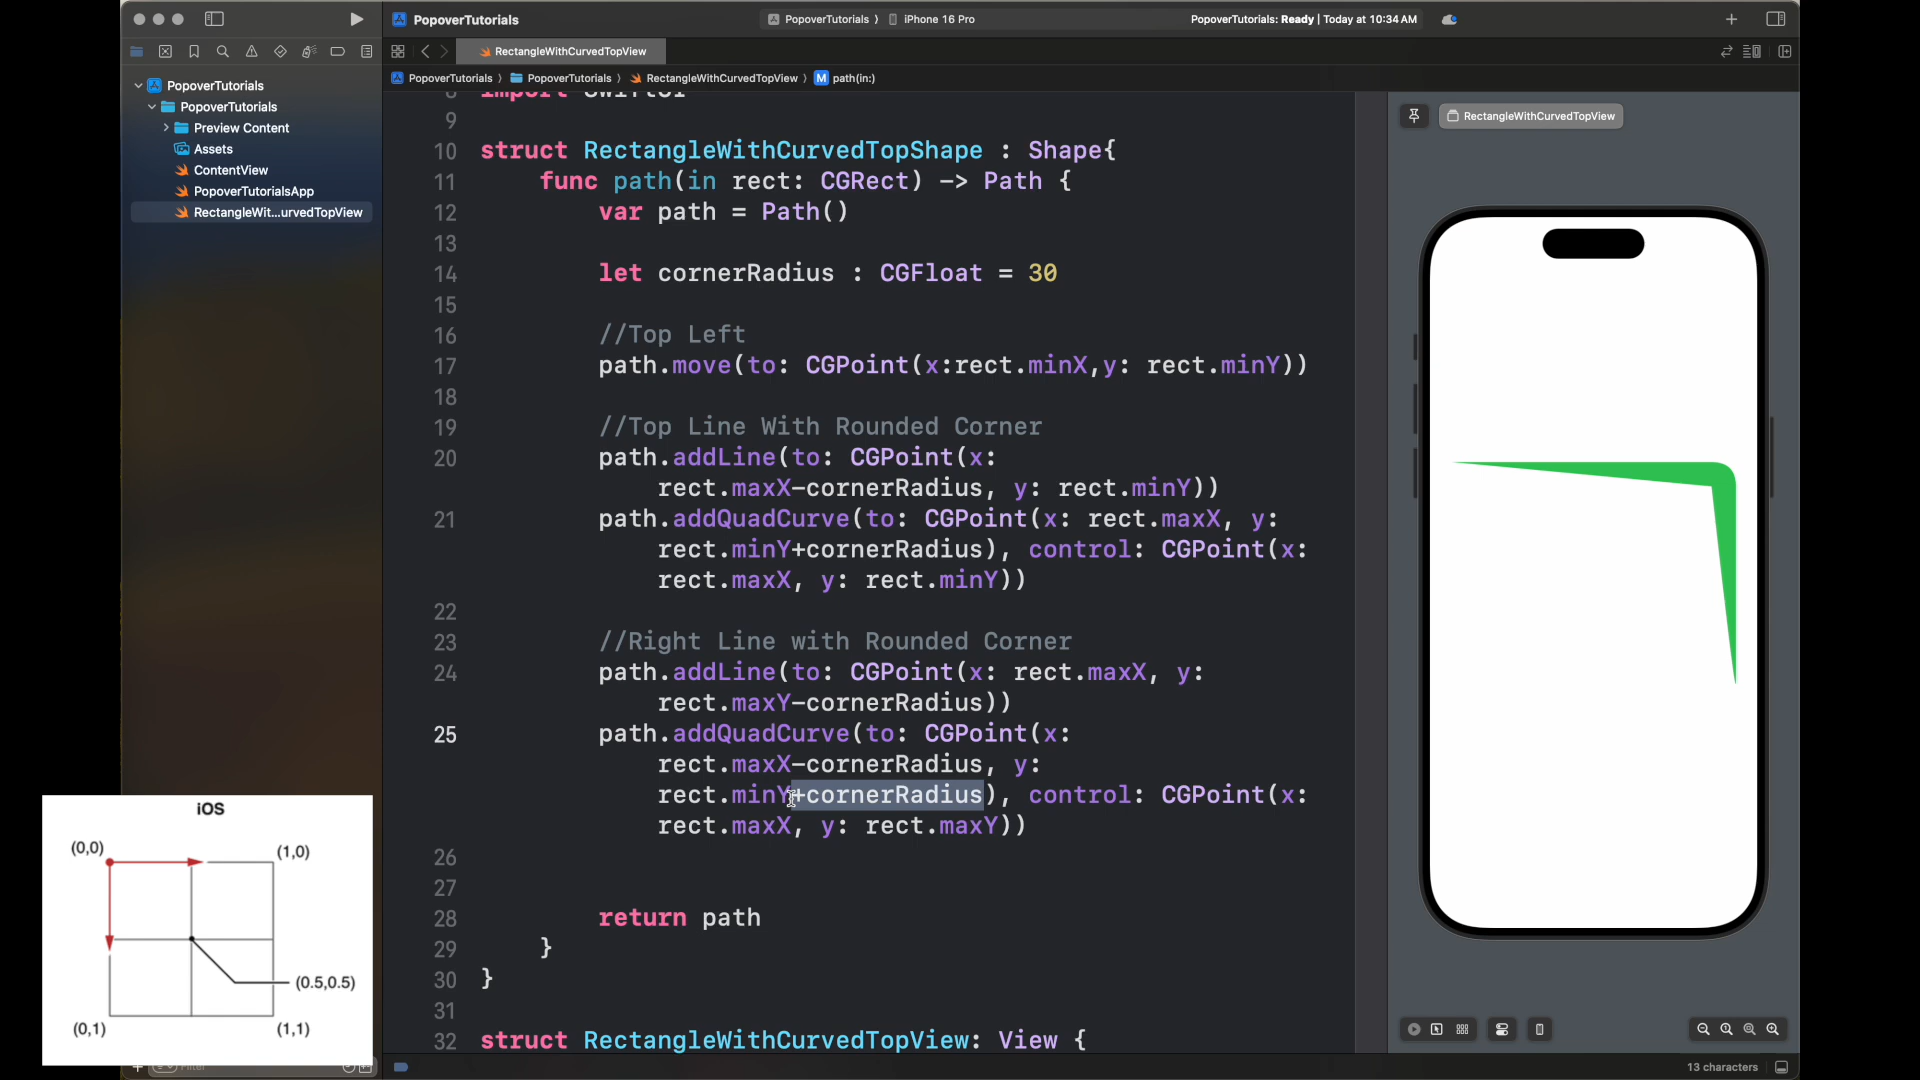 PopoverTutorials
PopoverTutorials
iPhone 16 Pro
PopoverTutorials: Ready | Today at 10:34 AM
RectangleWithCurvedTopView
PopoverTutorials
PopoverTutorials
RectangleWithCurvedTopView
M path(in:)
PopoverTutorials
PopoverTutorials
Preview Content
Assets
ContentView
PopoverTutorialsApp
RectangleWit...urvedTopView
8 import SwiftUI
9
10 struct RectangleWithCurvedTopShape : Shape{
11 func path(in rect: CGRect) -> Path {
12 var path = Path()
13
14 let cornerRadius : CGFloat = 30
15
16 //Top Left
17 path.move(to: CGPoint(x:rect.minX,y: rect.minY))
18
19 //Top Line With Rounded Corner
20 path.addLine(to: CGPoint(x:
rect.maxX-cornerRadius, y: rect.minY))
21 path.addQuadCurve(to: CGPoint(x: rect.maxX, y:
rect.minY+cornerRadius), control: CGPoint(x:
rect.maxX, y: rect.minY))
22
23 //Right Line with Rounded Corner
24 path.addLine(to: CGPoint(x: rect.maxX, y:
rect.maxY-cornerRadius))
25 path.addQuadCurve(to: CGPoint(x:
rect.maxX-cornerRadius, y:
rect.minY+cornerRadius), control: CGPoint(x:
rect.maxX, y: rect.maxY))
26
27
28 return path
29 }
30 }
31
32 struct RectangleWithCurvedTopView: View {
RectangleWithCurvedTopView
iOS
(0,0)
(1,0)
(0.5,0.5)
(0,1)
(1,1)
Filter
13 characters